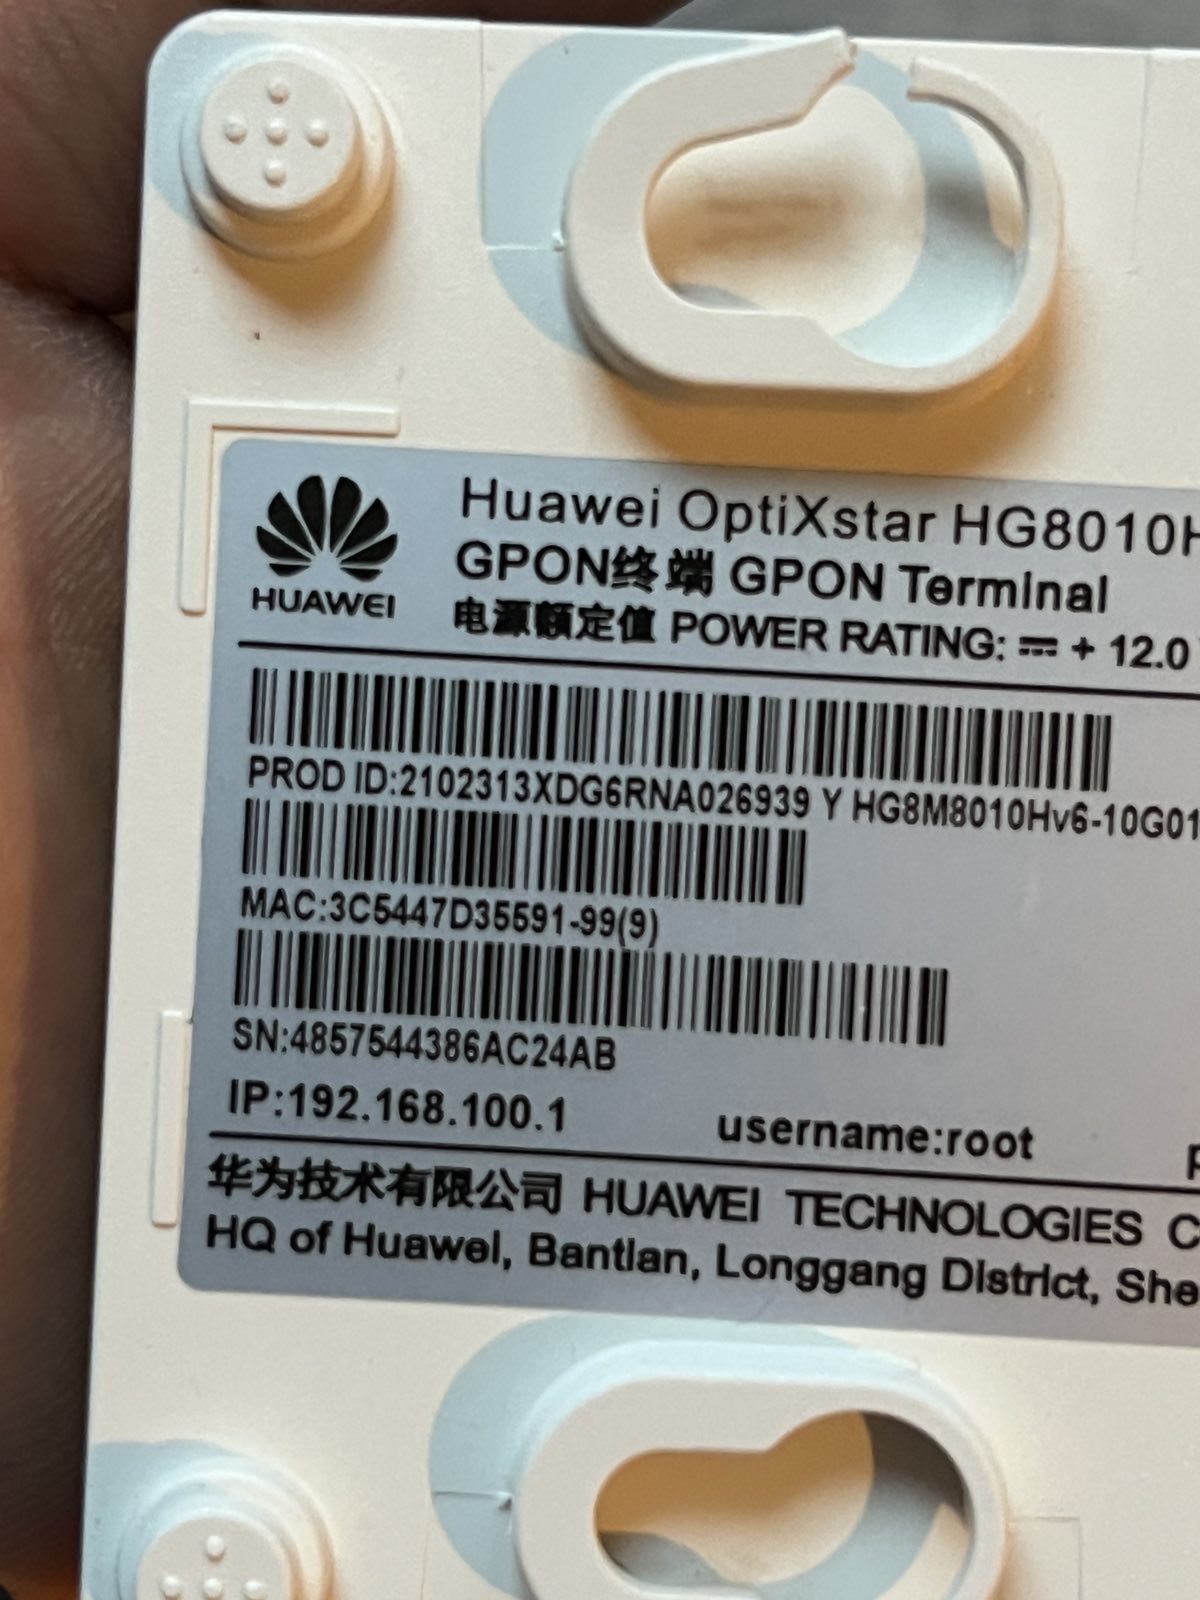 HUAWEI
Huawei OptiXstar HG8010H
GPON终端 GPON Terminal
电源额定值 POWER RATING: ⎓ + 12.0
PROD ID:2102313XDG6RNA026939 Y HG8M8010Hv6-10G01
MAC:3C5447D35591-99(9)
SN:4857544386AC24AB
IP:192.168.100.1 username:root
华为技术有限公司 HUAWEI TECHNOLOGIES C
HQ of Huawei, Bantian, Longgang District, She